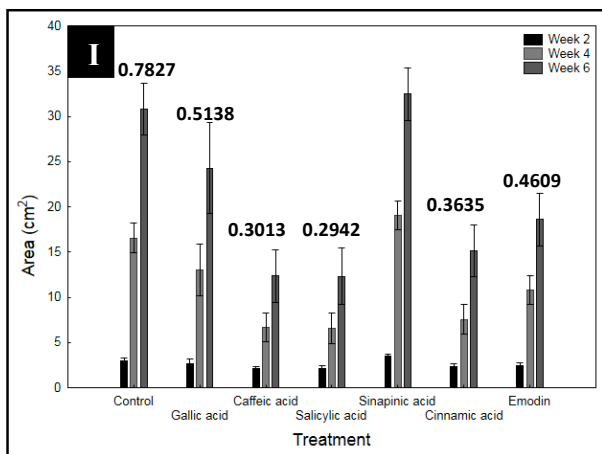 40
35
30
25
20
15
10
5
0
Area (cm²)
I
Week 2
Week 4
Week 6
0.7827
0.5138
0.3013
0.2942
0.3635
0.4609
Control
Gallic acid
Caffeic acid
Salicylic acid
Sinapinic acid
Cinnamic acid
Emodin
Treatment